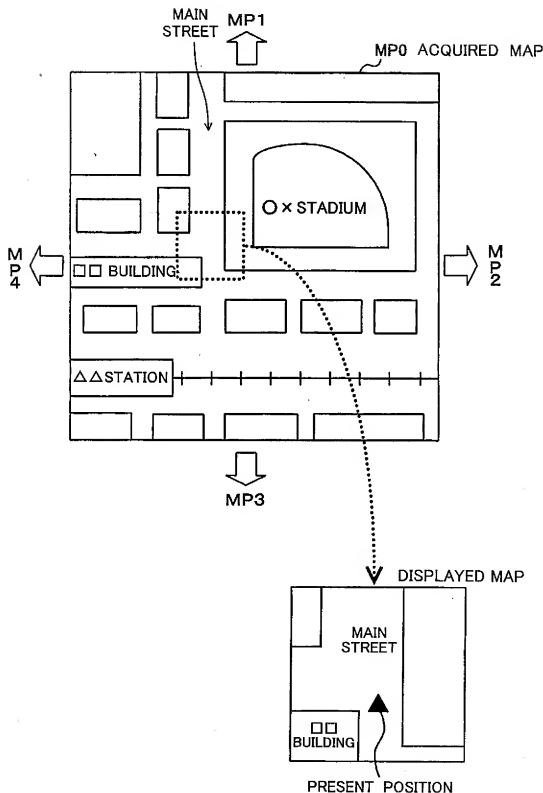 MAIN
STREET
MP1
MP0 ACQUIRED MAP
○×STADIUM
MP4
□□ BUILDING
MP2
△△STATION
MP3
DISPLAYED MAP
MAIN
STREET
□□
BUILDING
PRESENT POSITION